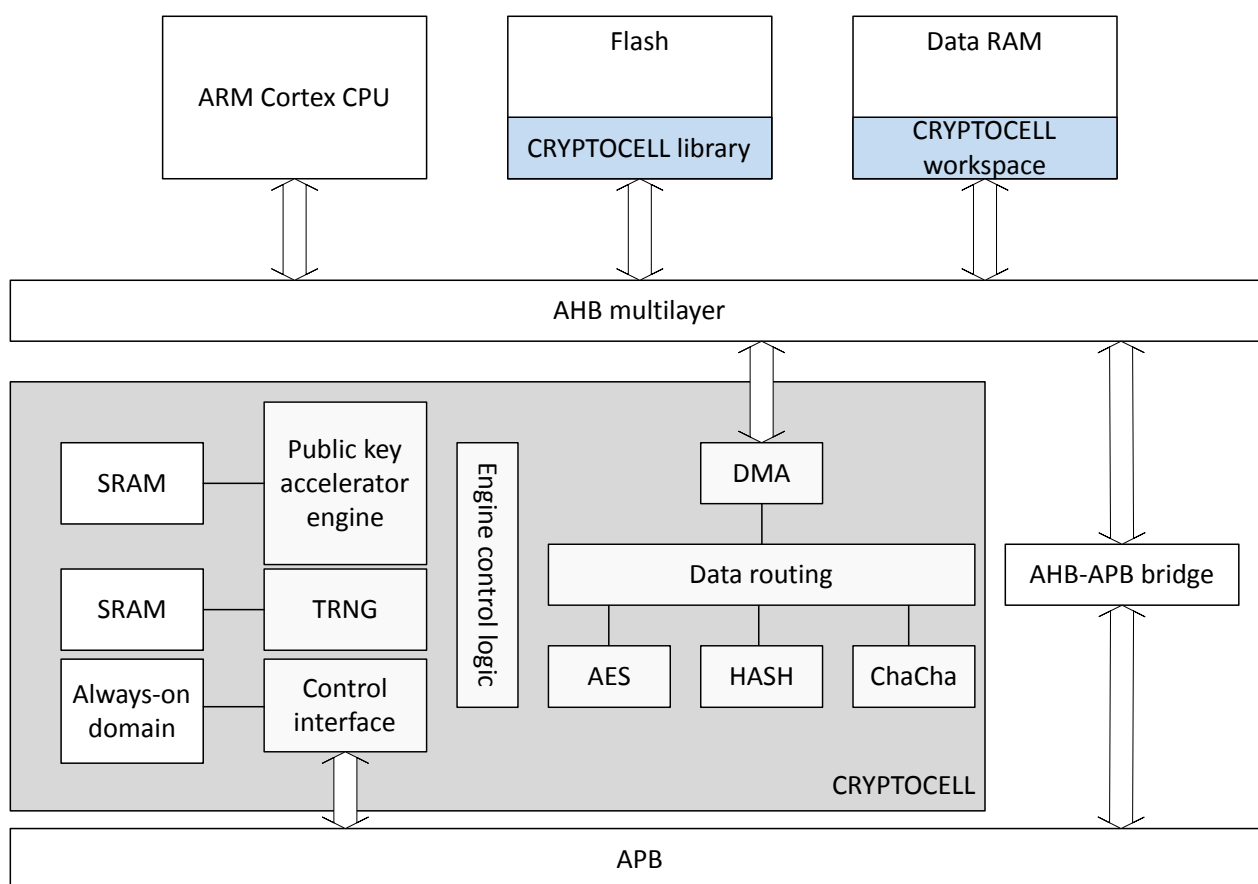 ARM Cortex CPU
Flash
CRYPTOCELL library
Data RAM
CRYPTOCELL
workspace
AHB multilayer
SRAM
Public key
accelerator
engine
SRAM
TRNG
Always-on
domain
Control
interface
Engine control logic
DMA
Data routing
AES
HASH
ChaCha
CRYPTOCELL
AHB-APB bridge
APB